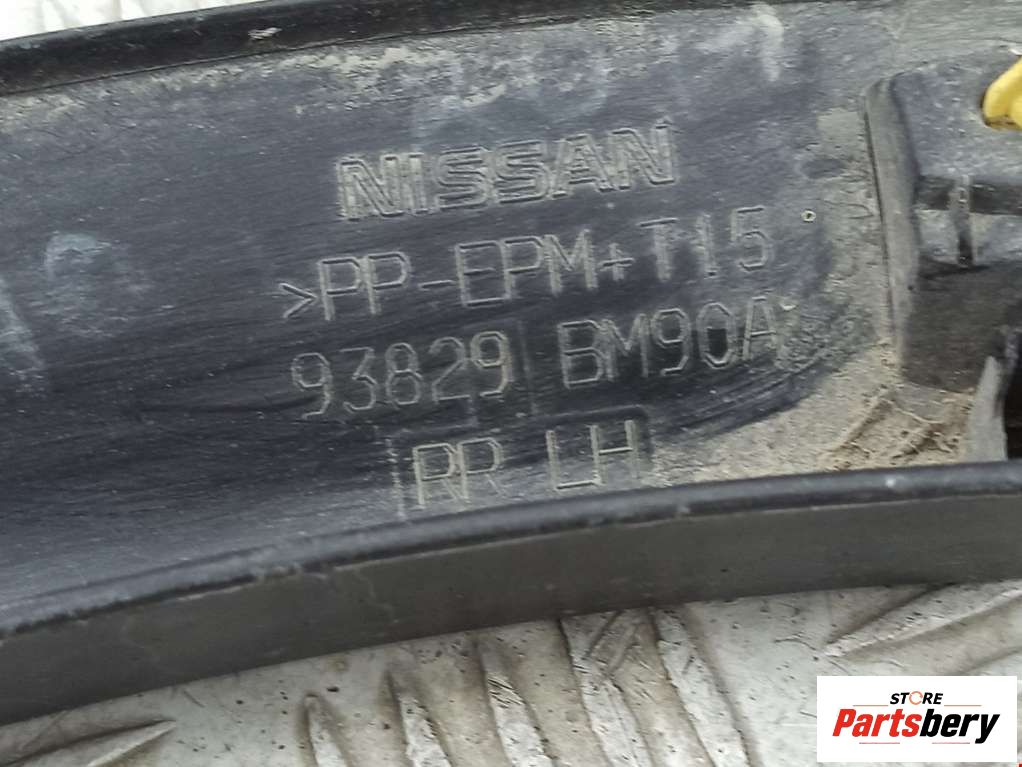 NISSAN
>PP-EPM+T15
93829 BM90A
RR LH
STORE
Partsbery